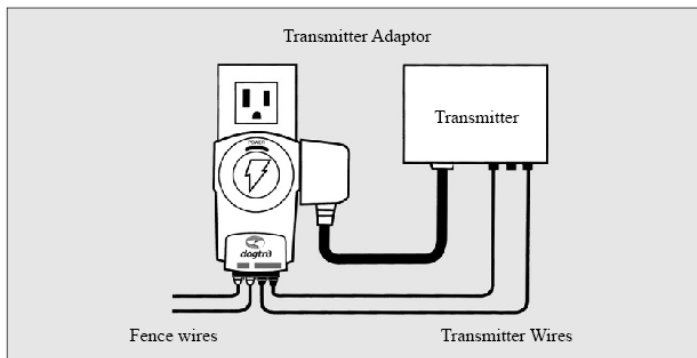 Transmitter Adaptor
Transmitter
POWER
dogtra
Fence wires
Transmitter Wires